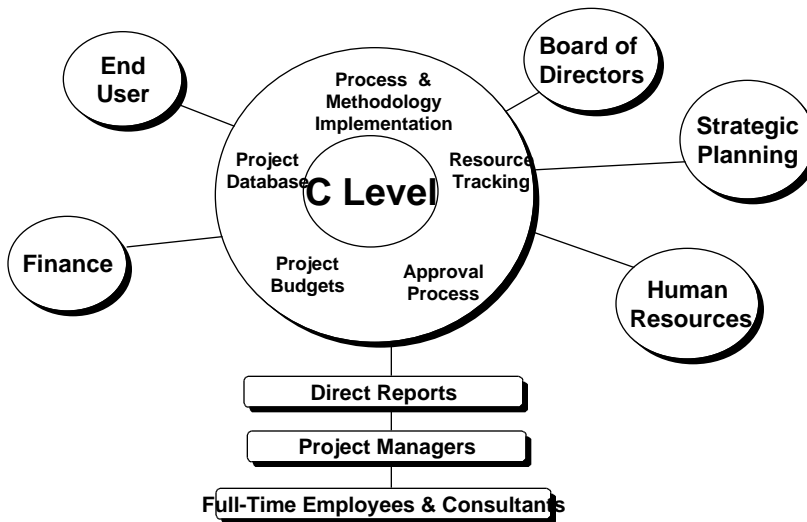 End
User
Board of
Directors
Process &
Methodology
Implementation
Strategic
Planning
Project
Database
Resource
Tracking
C Level
Finance
Project
Budgets
Approval
Process
Human
Resources
Direct Reports
Project Managers
Full-Time Employees & Consultants